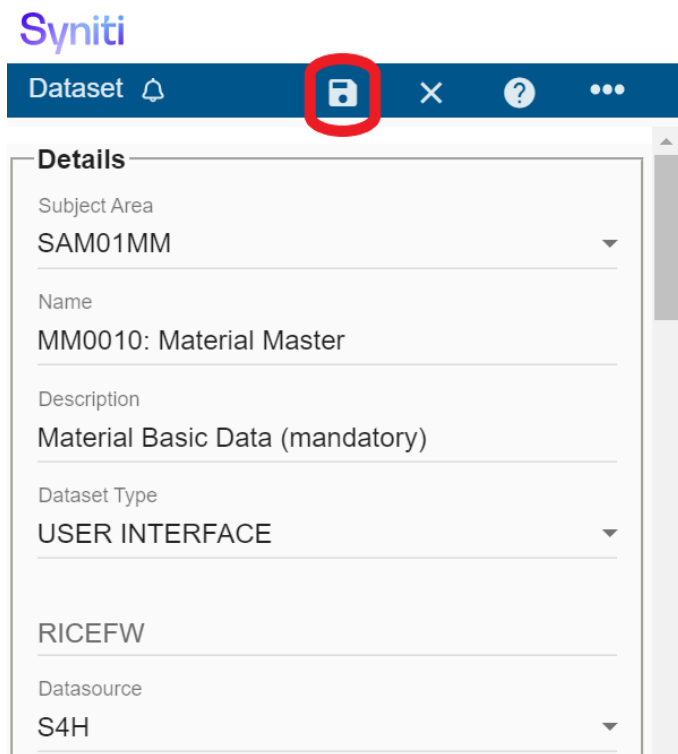 Syniti
Dataset
Details
Subject Area
SAM01MM
Name
MM0010: Material Master
Description
Material Basic Data (mandatory)
Dataset Type
USER INTERFACE
RICEFW
Datasource
S4H